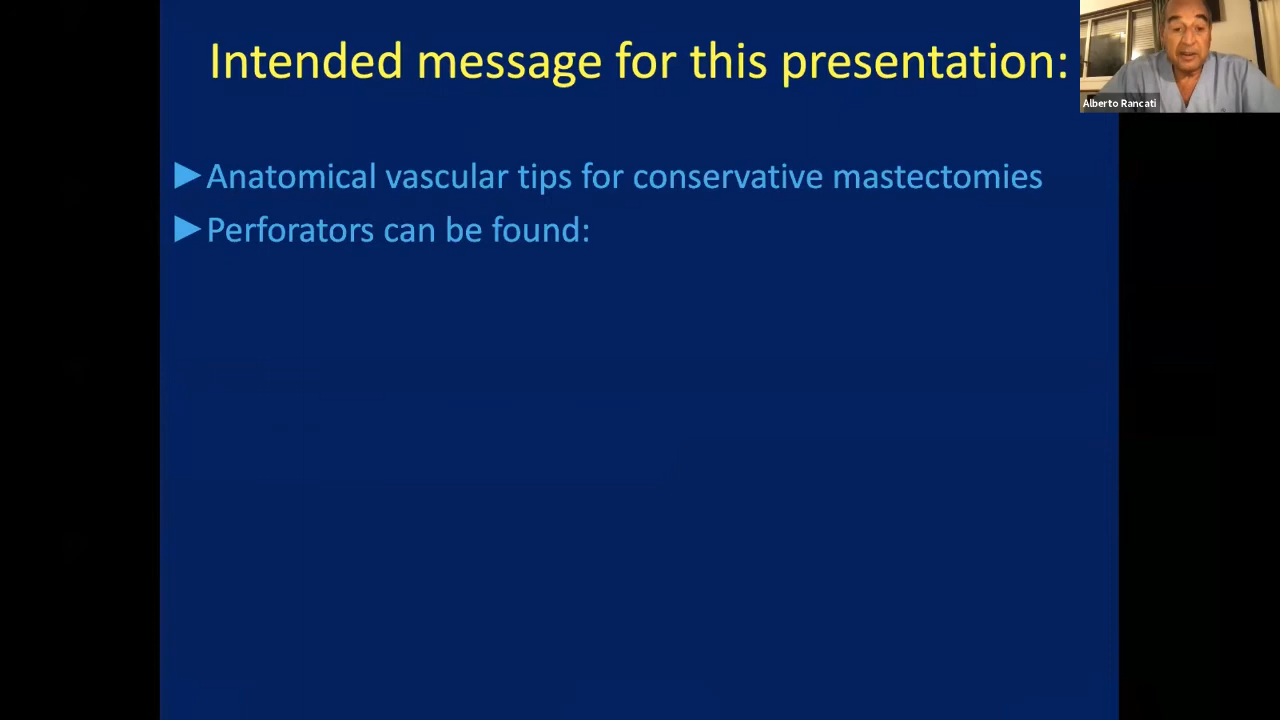 Intended message for this presentation:
Alberto Rancati
►Anatomical vascular tips for conservative mastectomies
►Perforators can be found: